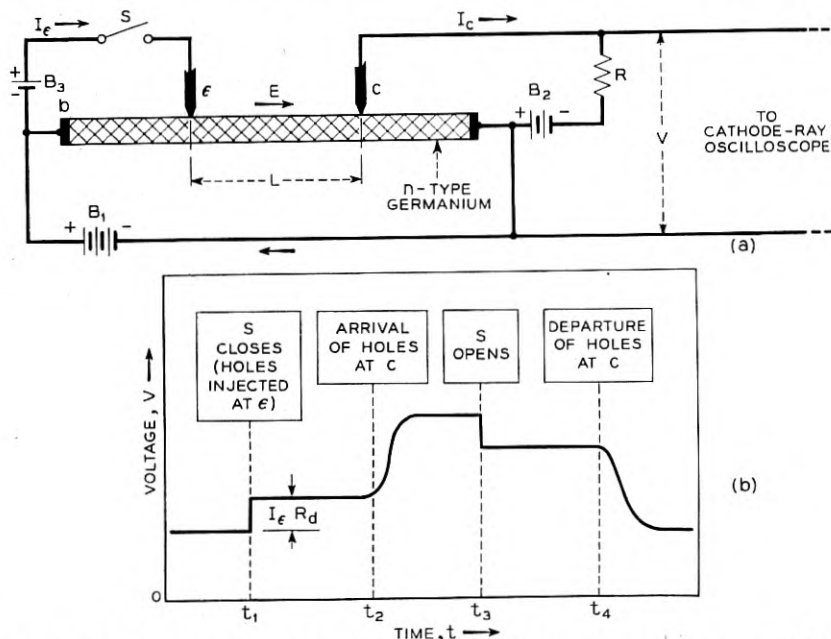 I_ϵ
S
I_c
+
-
B_3
b
ϵ
E
c
+ B_2 -
R
V
TO
CATHODE-RAY
OSCILLOSCOPE
L
n-TYPE
GERMANIUM
+ B_1 -
(a)
S
CLOSES
(HOLES
INJECTED
AT ϵ)
ARRIVAL
OF HOLES
AT C
S
OPENS
DEPARTURE
OF HOLES
AT C
VOLTAGE, V
I_ϵ R_d
(b)
0
t_1
t_2
t_3
t_4
TIME, t